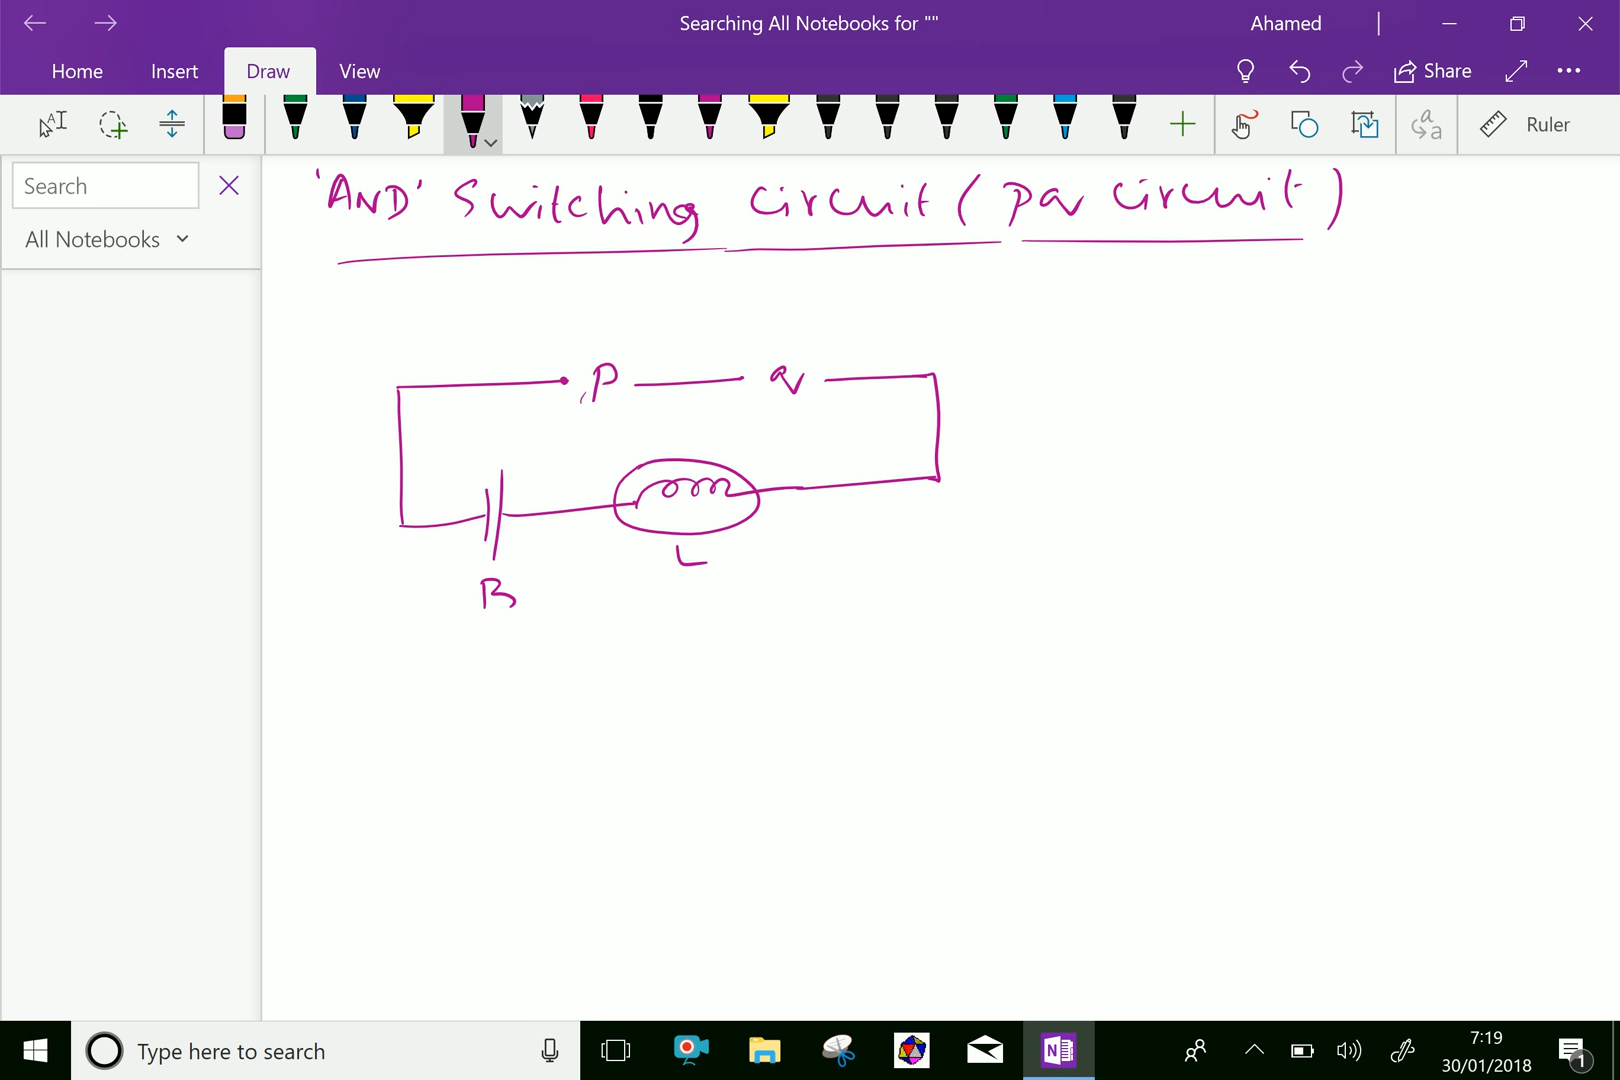 Searching All Notebooks for ""
Ahamed
Home Insert Draw View
Share
Ruler
Search
All Notebooks
'AND' Switching Circuit ( pq circuit )
P q
L
B
Type here to search
7:19
30/01/2018
1